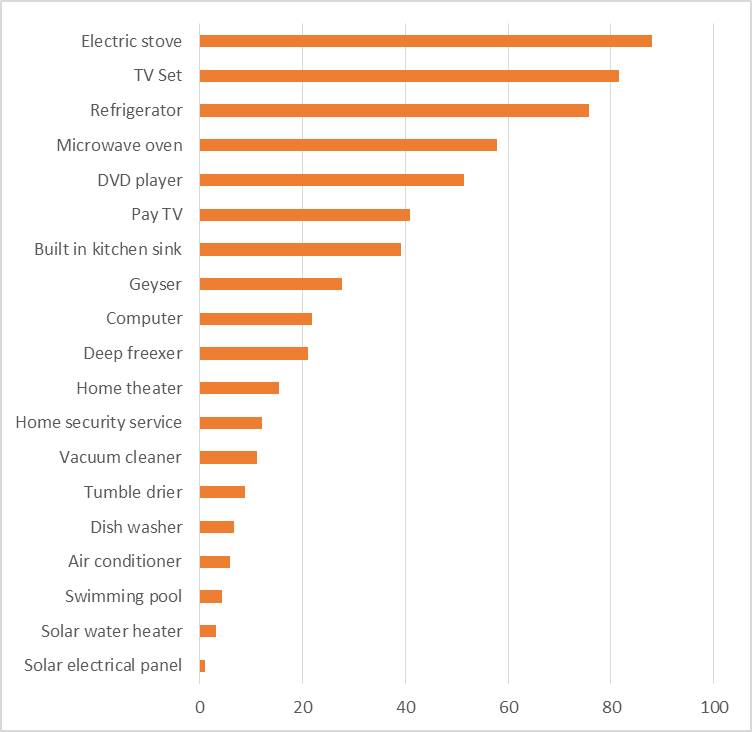 Electric stove
TV Set
Refrigerator
Microwave oven
DVD player
Pay TV
Built in kitchen sink
Geyser
Computer
Deep freexer
Home theater
Home security service
Vacuum cleaner
Tumble drier
Dish washer
Air conditioner
Swimming pool
Solar water heater
Solar electrical panel
0 20 40 60 80 100